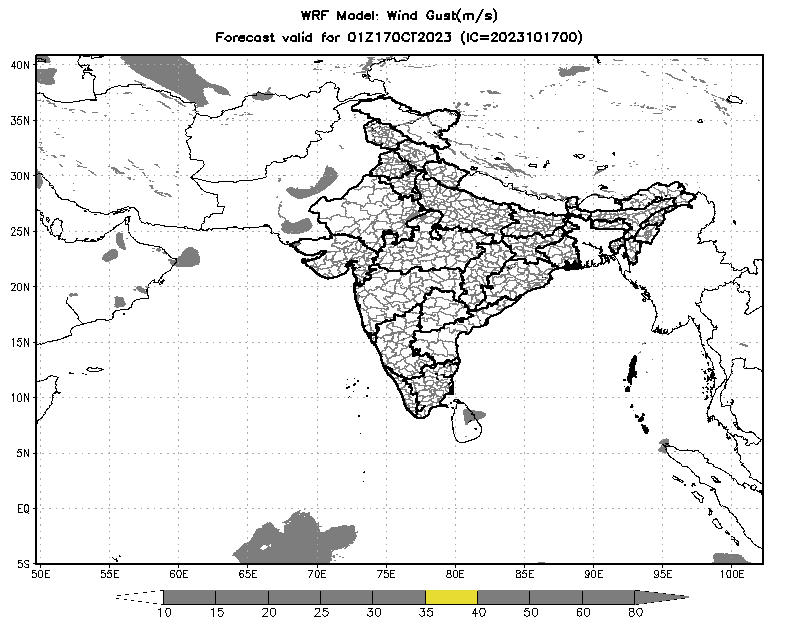 WRF Model: Wind Gust(m/s)
Forecast valid for 01Z17OCT2023 (IC=2023101700)
40N
35N
30N
25N
20N
15N
10N
5N
EQ
5S
50E 55E 60E 65E 70E 75E 80E 85E 90E 95E 100E
10 15 20 25 30 35 40 50 60 80